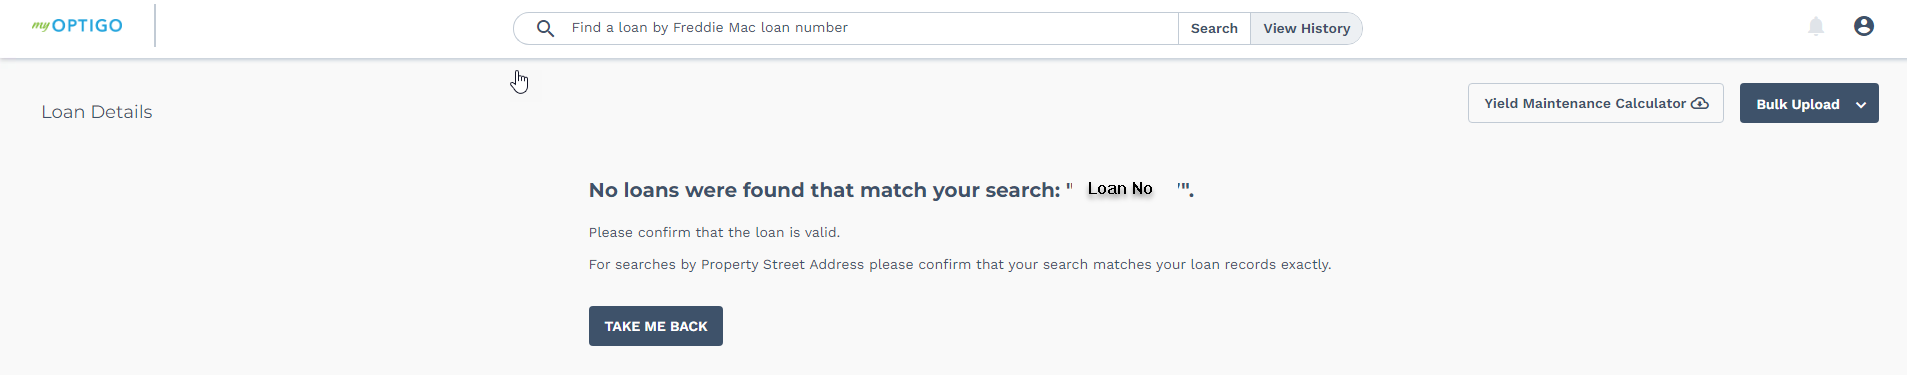 my OPTIGO
Find a loan by Freddie Mac loan number
Search
View History
Loan Details
Yield Maintenance Calculator
Bulk Upload
No loans were found that match your search: " Loan No ".
Please confirm that the loan is valid.
For searches by Property Street Address please confirm that your search matches your loan records exactly.
TAKE ME BACK